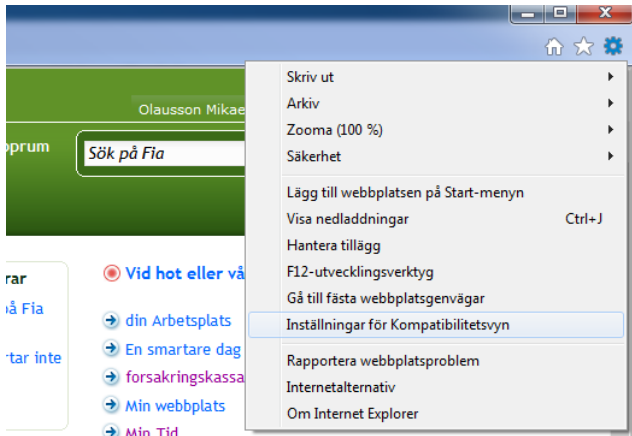 Olausson Mikae
Sök på Fia
rar
Vid hot eller vå
på Fia
din Arbetsplats
En smartare dag
rtar inte
forsakringskassa
Min webbplats
Min Tid
Skriv ut
Arkiv
Zooma (100 %)
Säkerhet
Lägg till webbplatsen på Start-menyn
Visa nedladdningar Ctrl+J
Hantera tillägg
F12-utvecklingsverktyg
Gå till fästa webbplatsgenvägar
Inställningar för Kompatibilitetsvyn
Rapportera webbplatsproblem
Internetalternativ
Om Internet Explorer